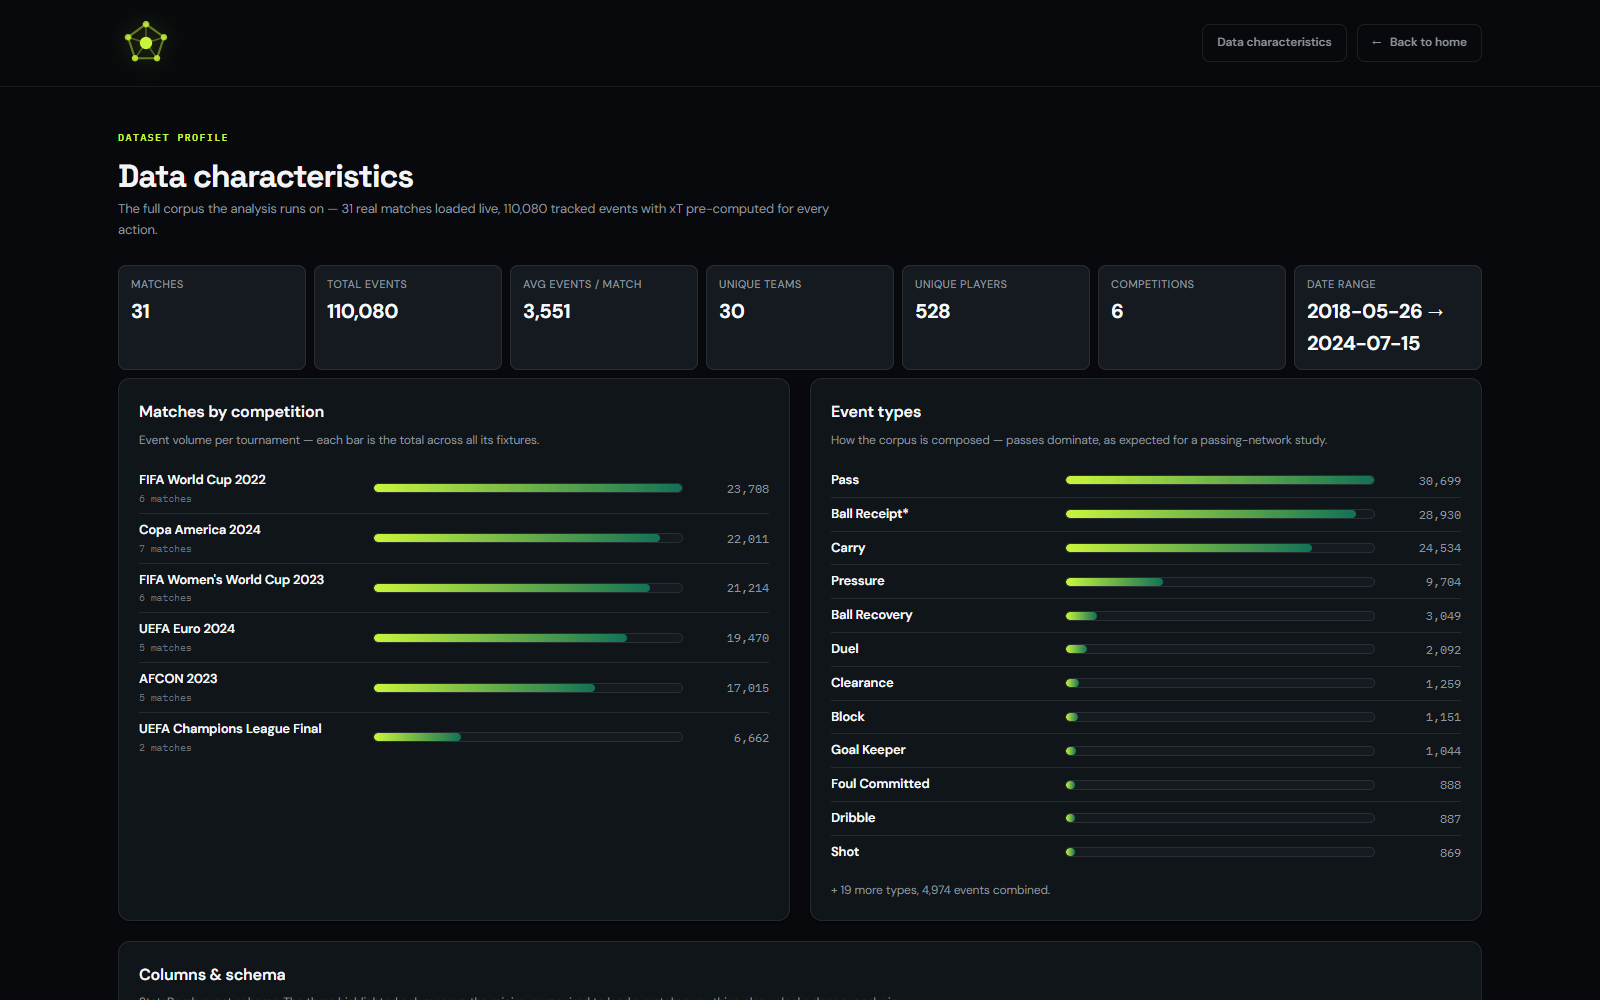 Data characteristics
← Back to home
DATASET PROFILE
Data characteristics
The full corpus the analysis runs on — 31 real matches loaded live, 110,080 tracked events with xT pre-computed for every
action.
MATCHES
31
TOTAL EVENTS
110,080
AVG EVENTS / MATCH
3,551
UNIQUE TEAMS
30
UNIQUE PLAYERS
528
COMPETITIONS
6
DATE RANGE
2018-05-26 →
2024-07-15
Matches by competition
Event volume per tournament — each bar is the total across all its fixtures.
FIFA World Cup 2022
6 matches
23,708
Copa America 2024
7 matches
22,011
FIFA Women's World Cup 2023
6 matches
21,214
UEFA Euro 2024
5 matches
19,470
AFCON 2023
5 matches
17,015
UEFA Champions League Final
2 matches
6,662
Event types
How the corpus is composed — passes dominate, as expected for a passing-network study.
Pass 30,699
Ball Receipt* 28,930
Carry 24,534
Pressure 9,704
Ball Recovery 3,049
Duel 2,092
Clearance 1,259
Block 1,151
Goal Keeper 1,044
Foul Committed 888
Dribble 887
Shot 869
+ 19 more types, 4,974 events combined.
Columns & schema